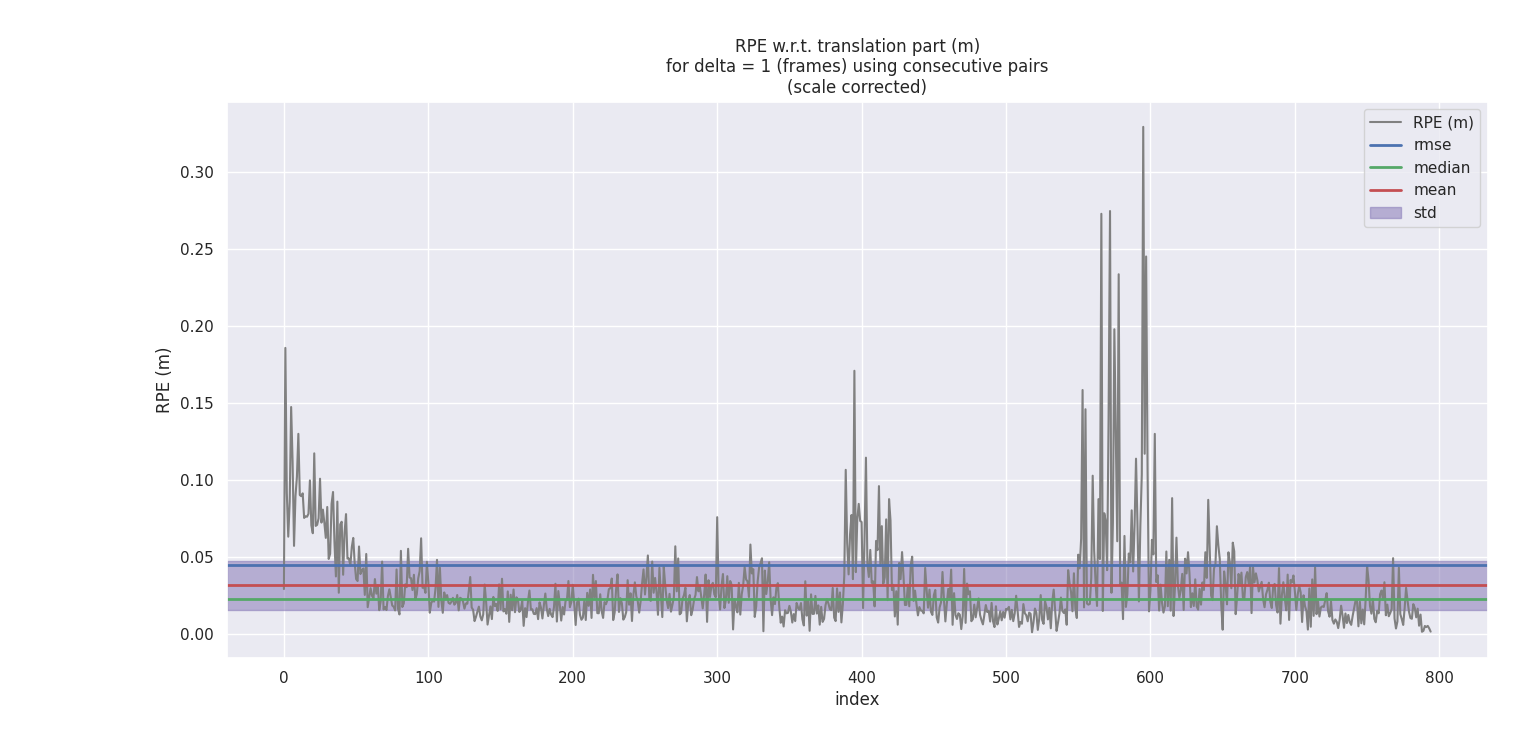 RPE w.r.t. translation part (m)
for delta = 1 (frames) using consecutive pairs
(scale corrected)
RPE (m)
rmse
median
mean
std
0.30
0.25
0.20
0.15
0.10
0.05
0.00
RPE (m)
0 100 200 300 400 500 600 700 800
index